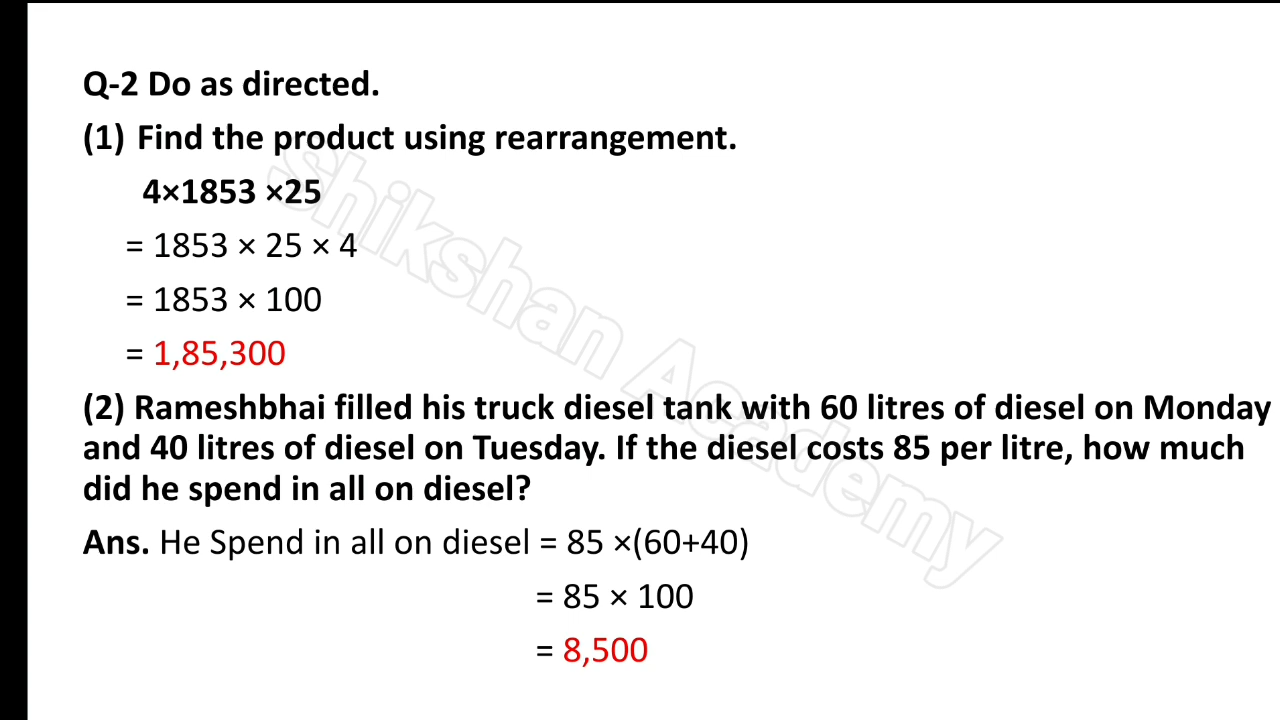 Q-2 Do as directed.
(1) Find the product using rearrangement.
4×1853 ×25
= 1853 × 25 × 4
= 1853 × 100
= 1,85,300
(2) Rameshbhai filled his truck diesel tank with 60 litres of diesel on Monday
and 40 litres of diesel on Tuesday. If the diesel costs 85 per litre, how much
did he spend in all on diesel?
Ans. He Spend in all on diesel = 85 ×(60+40)
= 85 × 100
= 8,500
Shikshan Academy